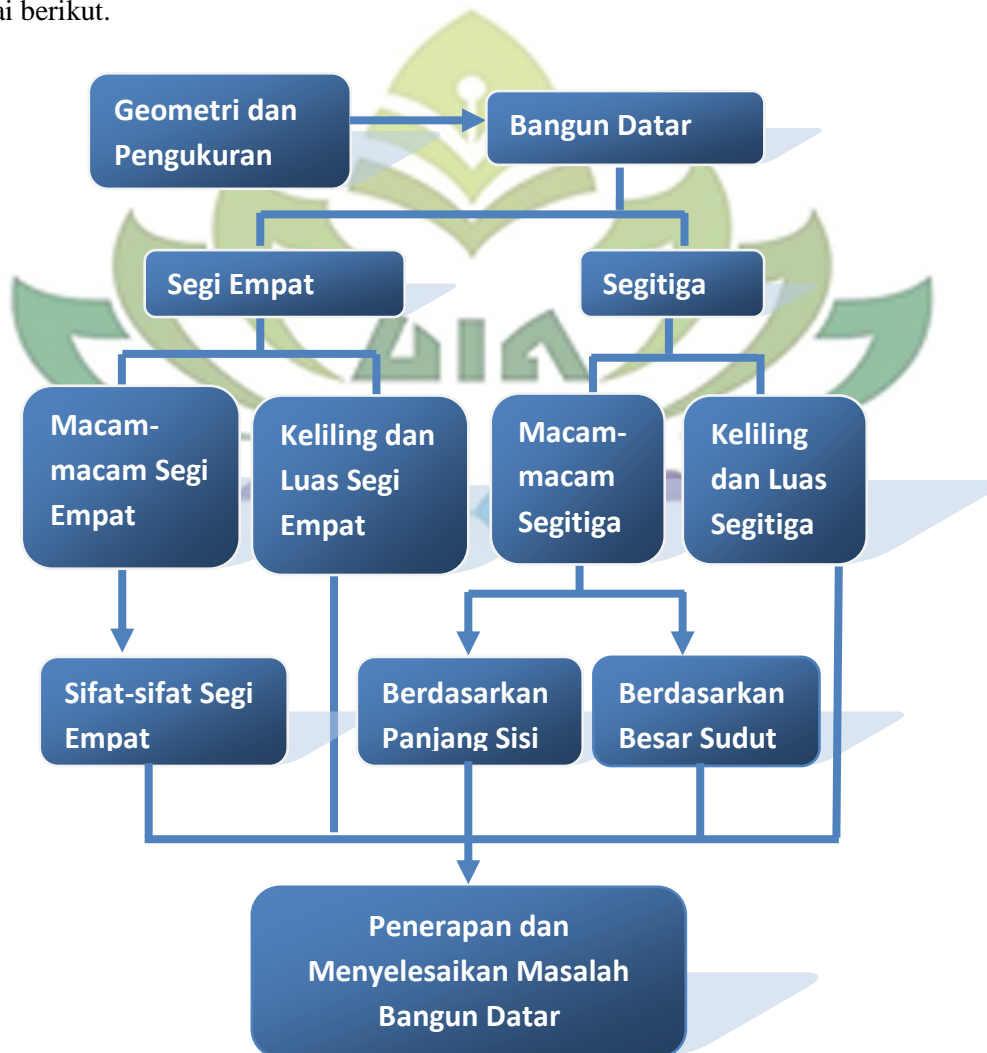 ai berikut.
Geometri dan
Pengukuran
Bangun Datar
Segi Empat
Segitiga
Macam-
macam Segi
Empat
Keliling dan
Luas Segi
Empat
Macam-
macam
Segitiga
Keliling
dan Luas
Segitiga
Sifat-sifat Segi
Empat
Berdasarkan
Panjang Sisi
Berdasarkan
Besar Sudut
Penerapan dan
Menyelesaikan Masalah
Bangun Datar